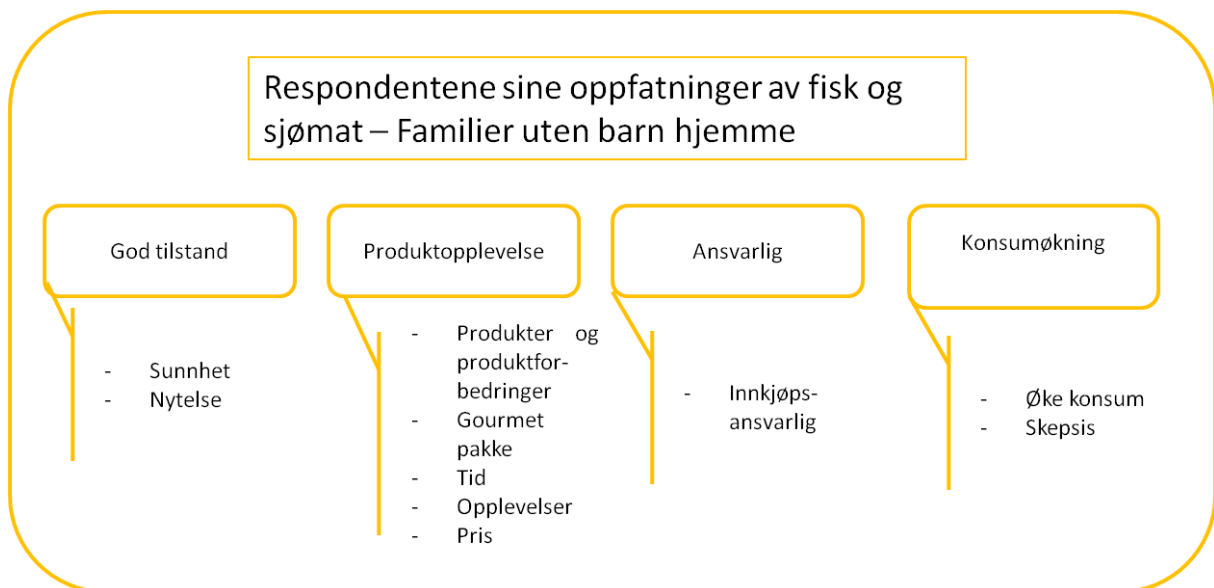 Respondentene sine oppfatninger av fisk og
sjømat – Familier uten barn hjemme
God tilstand
- Sunnhet
- Nytelse
Produktopplevelse
- Produkter og
produktfor-
bedringer
- Gourmet
pakke
- Tid
- Opplevelser
- Pris
Ansvarlig
- Innkjøps-
ansvarlig
Konsumøkning
- Øke konsum
- Skepsis